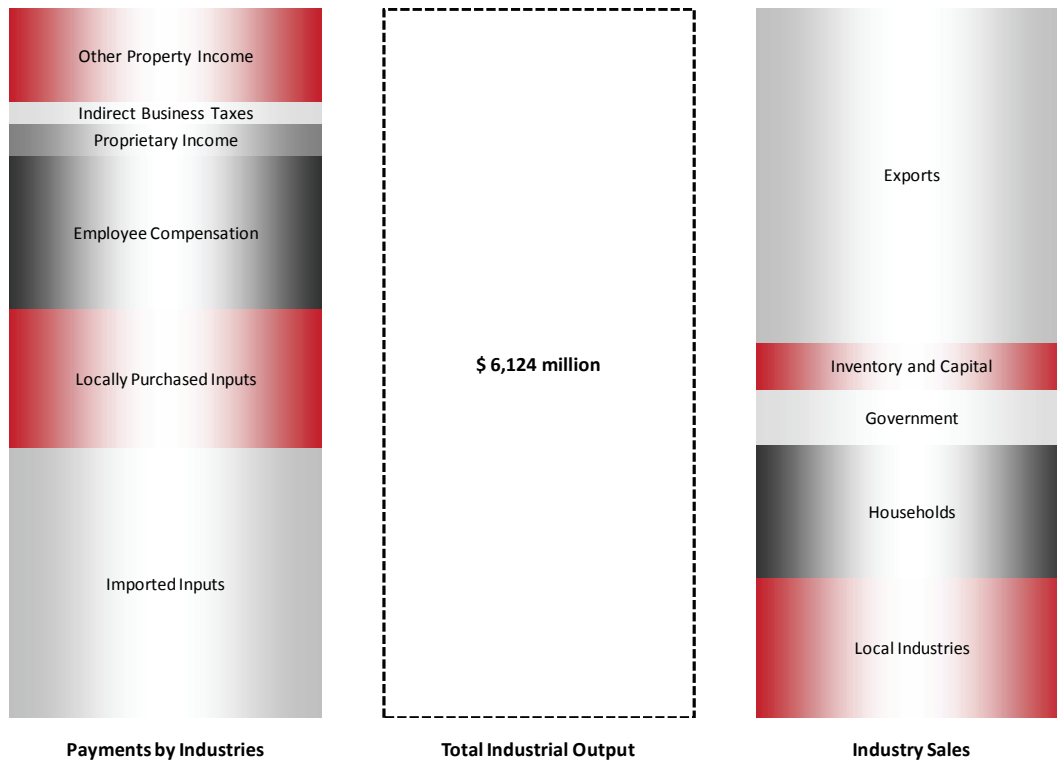 Other Property Income
Indirect Business Taxes
Proprietary Income
Employee Compensation
Locally Purchased Inputs
Imported Inputs
Payments by Industries
$ 6,124 million
Total Industrial Output
Exports
Inventory and Capital
Government
Households
Local Industries
Industry Sales